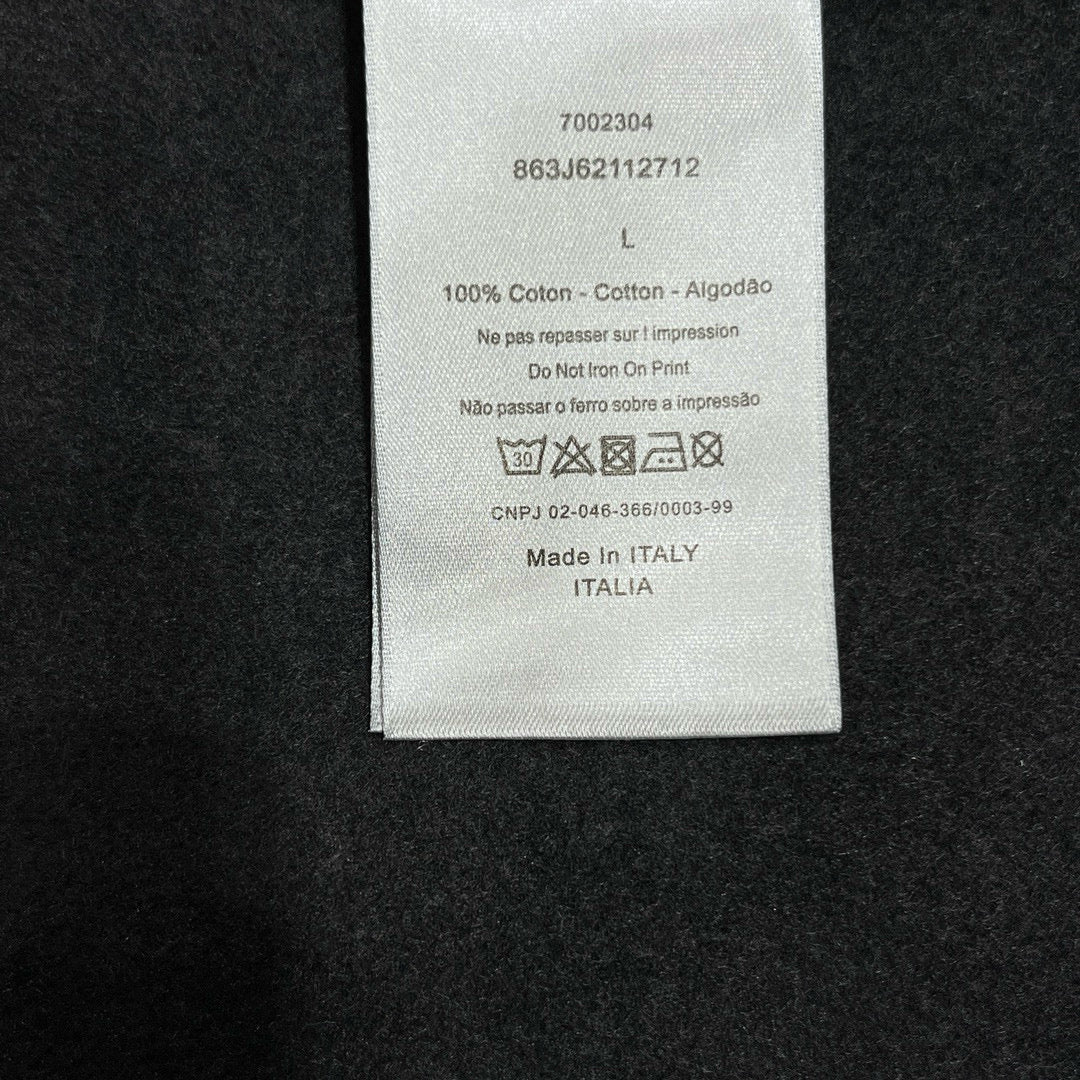 7002304
863J62112712
L
100% Coton - Cotton - Algodão
Ne pas repasser sur l impression
Do Not Iron On Print
Não passar o ferro sobre a impressão
30
CNPJ 02-046-366/0003-99
Made In ITALY
ITALIA